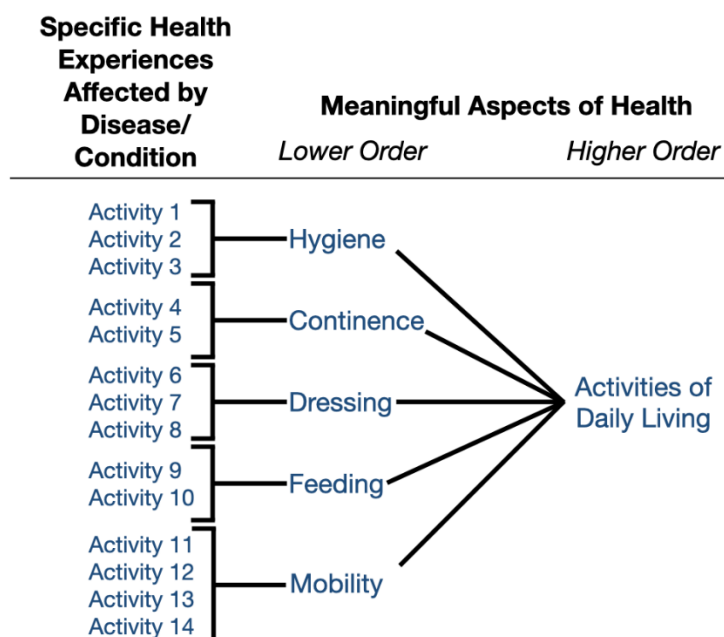 Specific Health
Experiences
Affected by
Disease/
Condition
Meaningful Aspects of Health
Lower Order
Higher Order
Activity 1
Activity 2
Activity 3
Hygiene
Activity 4
Activity 5
Continence
Activity 6
Activity 7
Activity 8
Dressing
Activity 9
Activity 10
Feeding
Activity 11
Activity 12
Activity 13
Activity 14
Mobility
Activities of
Daily Living